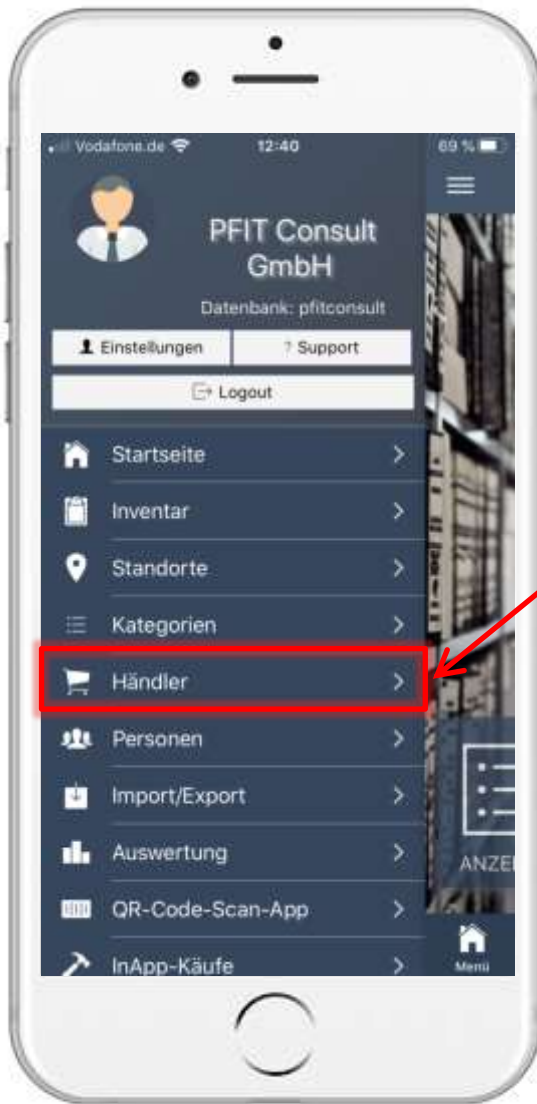 Vodafone.de 12:40 69 %
PFIT Consult
GmbH
Datenbank: pfitconsult
Einstellungen ? Support
Logout
Startseite
Inventar
Standorte
Kategorien
Händler
Personen
Import/Export
Auswertung
ANZEI
QR-Code-Scan-App
InApp-Käufe
Menü